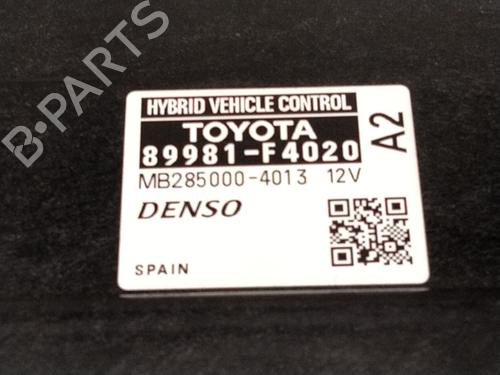 B·PARTS
HYBRID VEHICLE CONTROL
TOYOTA
89981-F4020
A2
MB285000-4013 12V
DENSO
SPAIN